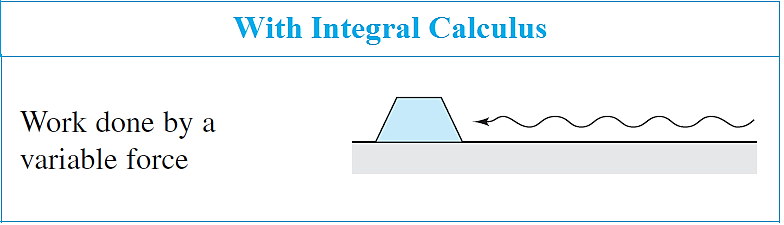 With Integral Calculus
Work done by a
variable force